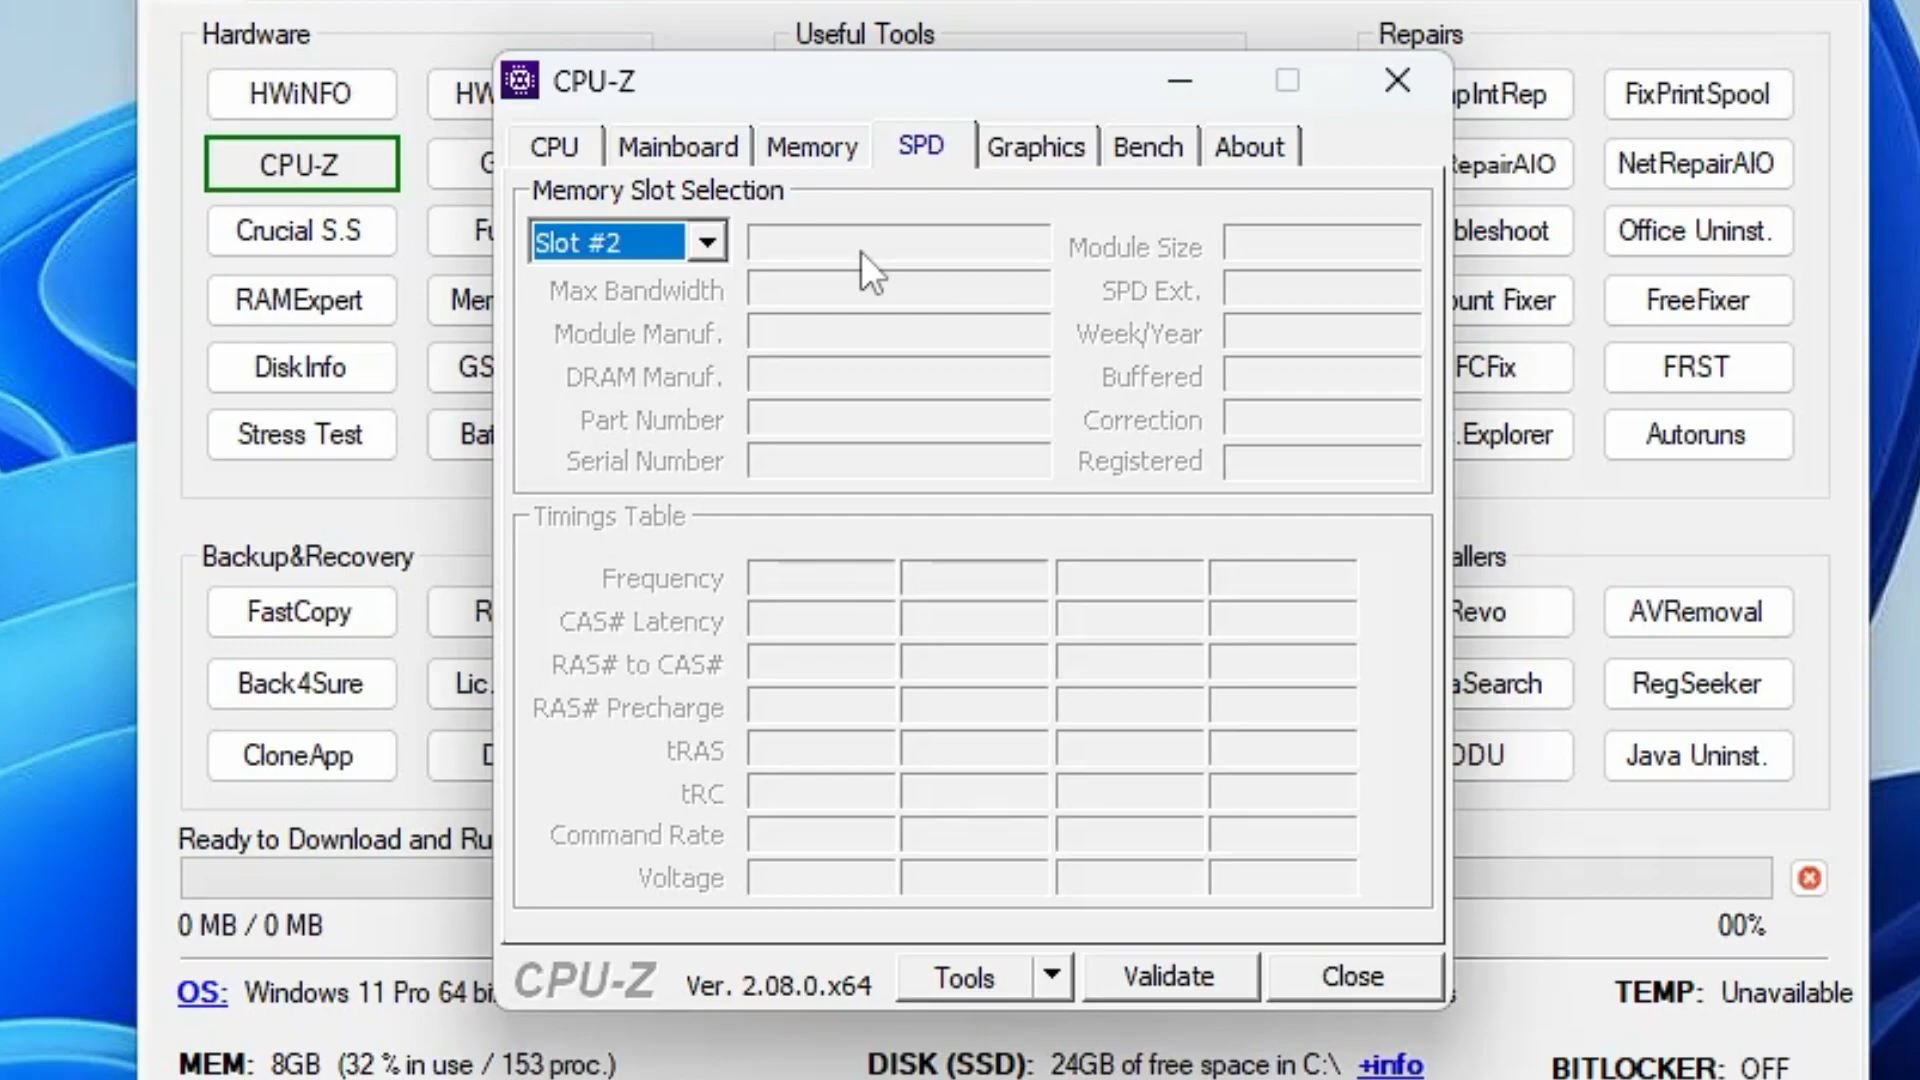 Hardware
Useful Tools
Repairs
HWiNFO
HW
CPU-Z
G
Crucial S.S
Fu
RAMExpert
Mer
DiskInfo
GS
Stress Test
Bat
CPU-Z
CPU
Mainboard
Memory
SPD
Graphics
Bench
About
Memory Slot Selection
Slot #2
Module Size
Max Bandwidth
SPD Ext.
Module Manuf.
Week/Year
DRAM Manuf.
Buffered
Part Number
Correction
Serial Number
Registered
Timings Table
Frequency
CAS# Latency
RAS# to CAS#
RAS# Precharge
tRAS
tRC
Command Rate
Voltage
CPU-Z
Ver. 2.08.0.x64
Tools
Validate
Close
pIntRep
FixPrintSpool
epairAIO
NetRepairAIO
bleshoot
Office Uninst.
unt Fixer
FreeFixer
FCFix
FRST
.Explorer
Autoruns
Backup&Recovery
allers
FastCopy
R
Revo
AVRemoval
Back4Sure
Lic.
aSearch
RegSeeker
CloneApp
D
DDU
Java Uninst.
Ready to Download and Ru
0 MB / 0 MB
00%
OS: Windows 11 Pro 64 bi
TEMP: Unavailable
MEM: 8GB (32 % in use / 153 proc.)
DISK (SSD): 24GB of free space in C:\ +info
BITLOCKER: OFF